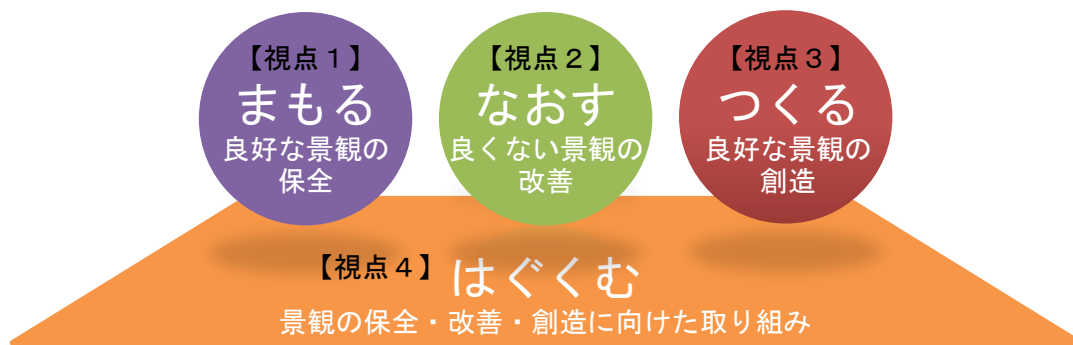 【視点１】
まもる
良好な景観の
保全
【視点２】
なおす
良くない景観の
改善
【視点３】
つくる
良好な景観の
創造
【視点４】はぐくむ
景観の保全・改善・創造に向けた取り組み